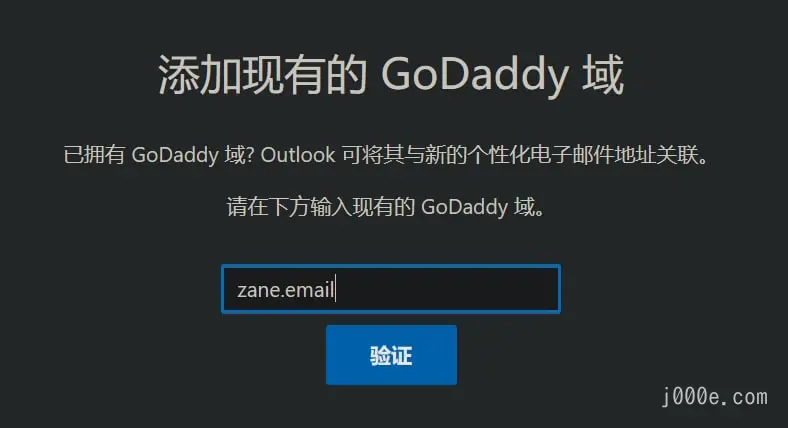 添加现有的 GoDaddy 域
已拥有 GoDaddy 域? Outlook 可将其与新的个性化电子邮件地址关联。
请在下方输入现有的 GoDaddy 域。
zane.email
验证
j000e.com